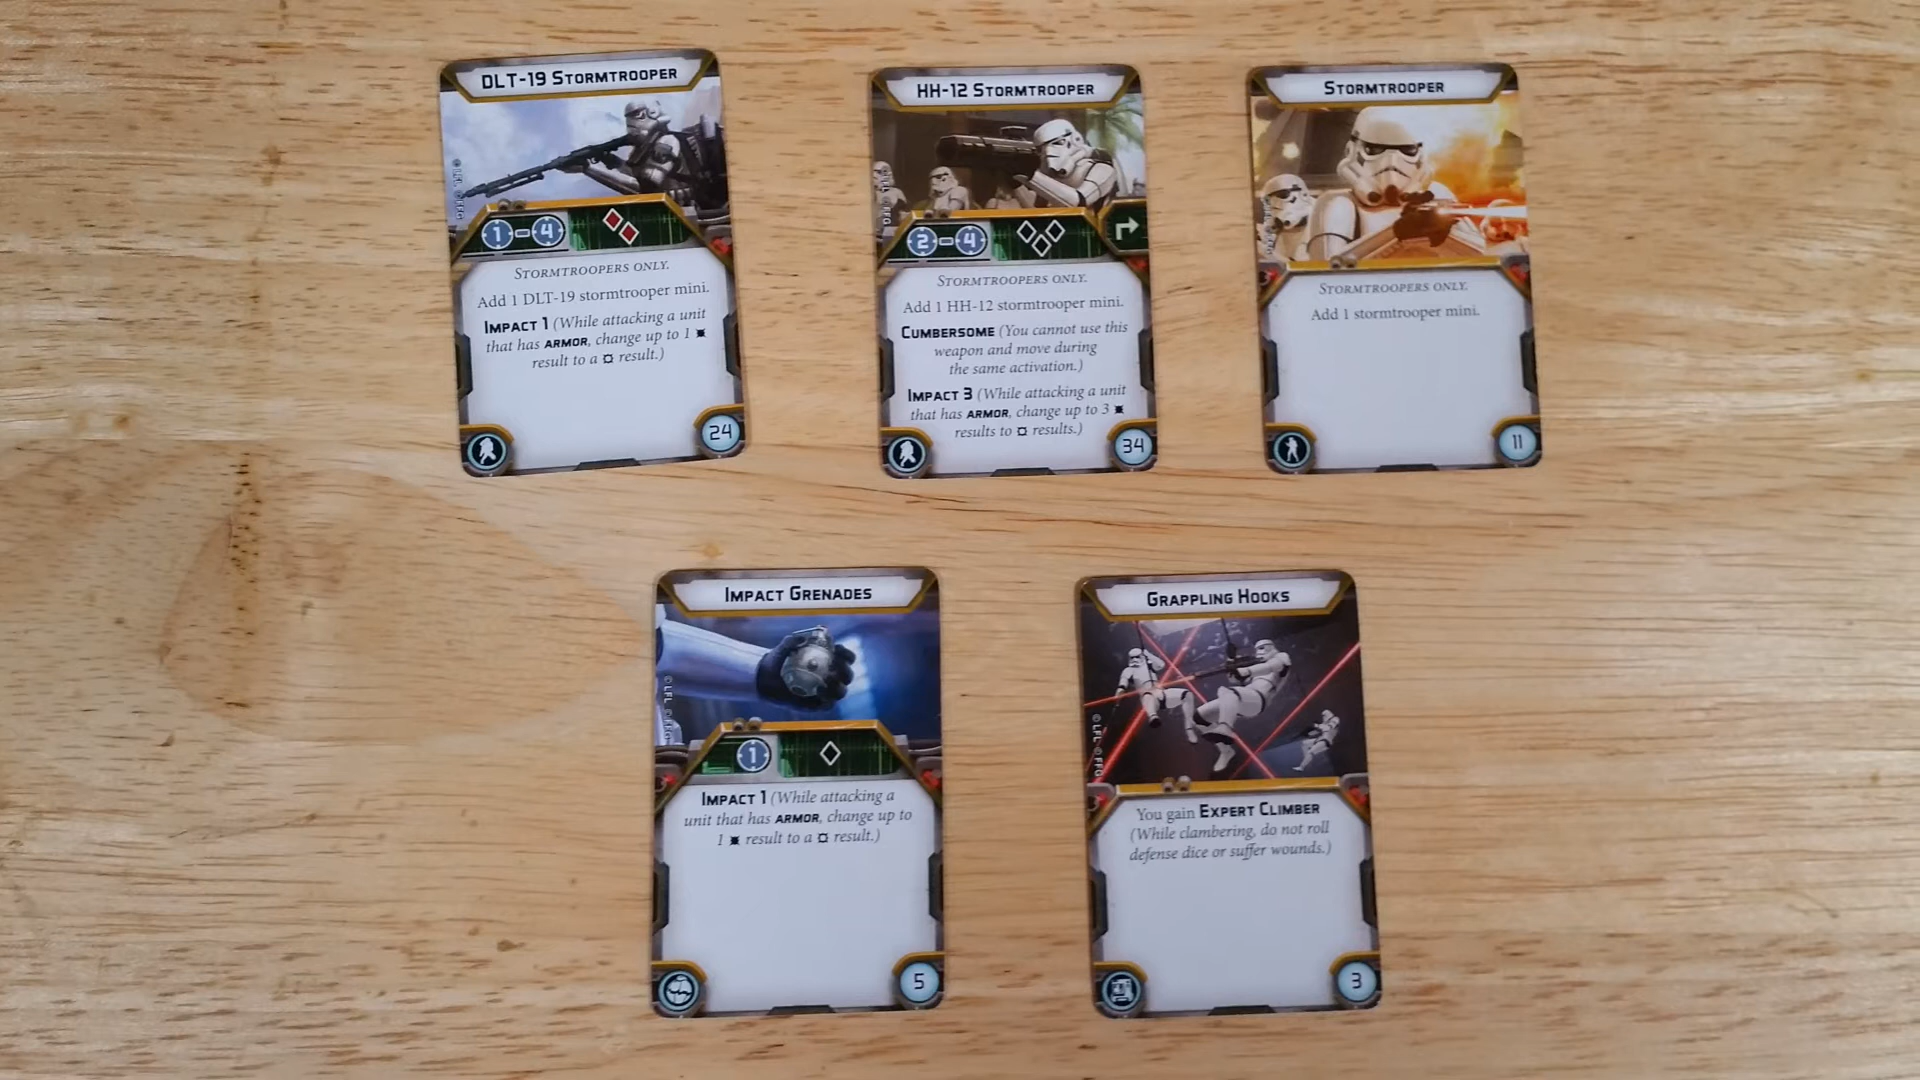 DLT-19 Stormtrooper
© LFL © FFG
1 - 4
Stormtroopers only.
Add 1 DLT-19 stormtrooper mini.
Impact 1 (While attacking a unit
that has armor, change up to 1
result to a result.)
24
HH-12 Stormtrooper
2 - 4
Stormtroopers only.
Add 1 HH-12 stormtrooper mini.
Cumbersome (You cannot use this
weapon and move during
the same activation.)
Impact 3 (While attacking a unit
that has armor, change up to 3
results to results.)
34
Stormtrooper
Stormtroopers only.
Add 1 stormtrooper mini.
11
Impact Grenades
© LFL © FFG
1
Impact 1 (While attacking a
unit that has armor, change up to
1 result to a result.)
5
Grappling Hooks
© LFL © FFG
You gain Expert Climber
(While clambering, do not roll
defense dice or suffer wounds.)
3